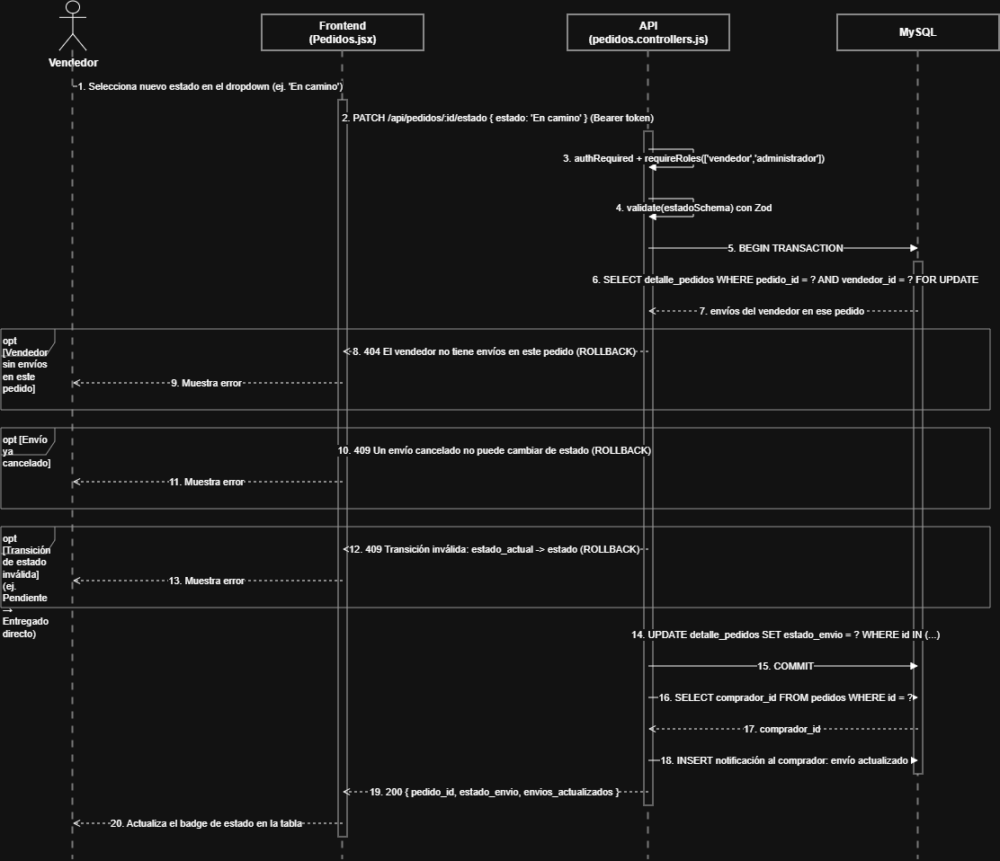 Vendedor
Frontend
(Pedidos.jsx)
API
(pedidos.controllers.js)
MySQL
1. Selecciona nuevo estado en el dropdown (ej. 'En camino')
2. PATCH /api/pedidos/:id/estado { estado: 'En camino' } (Bearer token)
3. authRequired + requireRoles(['vendedor','administrador'])
4. validate(estadoSchema) con Zod
5. BEGIN TRANSACTION
6. SELECT detalle_pedidos WHERE pedido_id = ? AND vendedor_id = ? FOR UPDATE
7. envíos del vendedor en ese pedido
opt
[Vendedor
sin envíos
en este
pedido]
8. 404 El vendedor no tiene envíos en este pedido (ROLLBACK)
9. Muestra error
opt [Envío
ya
cancelado]
10. 409 Un envío cancelado no puede cambiar de estado (ROLLBACK)
11. Muestra error
opt
[Transición
de estado
inválida]
(ej.
Pendiente
→
Entregado
directo)
12. 409 Transición inválida: estado_actual -> estado (ROLLBACK)
13. Muestra error
14. UPDATE detalle_pedidos SET estado_envio = ? WHERE id IN (...)
15. COMMIT
16. SELECT comprador_id FROM pedidos WHERE id = ?
17. comprador_id
18. INSERT notificación al comprador: envío actualizado
19. 200 { pedido_id, estado_envio, envios_actualizados }
20. Actualiza el badge de estado en la tabla